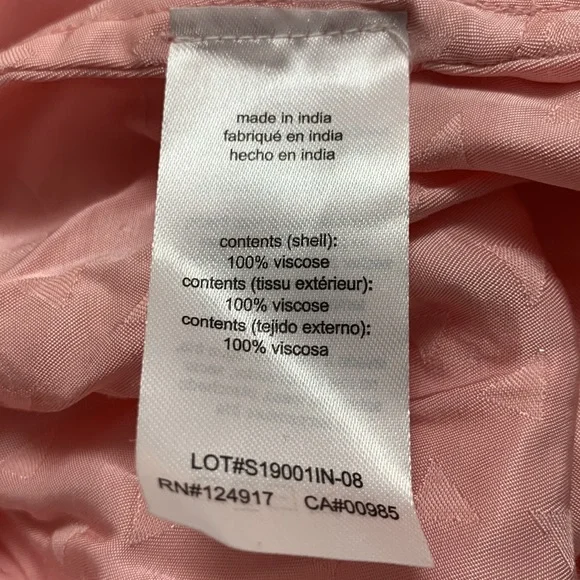 made in india
fabriqué en india
hecho en india
contents (shell):
100% viscose
contents (tissu extérieur):
100% viscose
contents (tejido externo):
100% viscosa
LOT#S19001IN-08
RN#124917 CA#00985